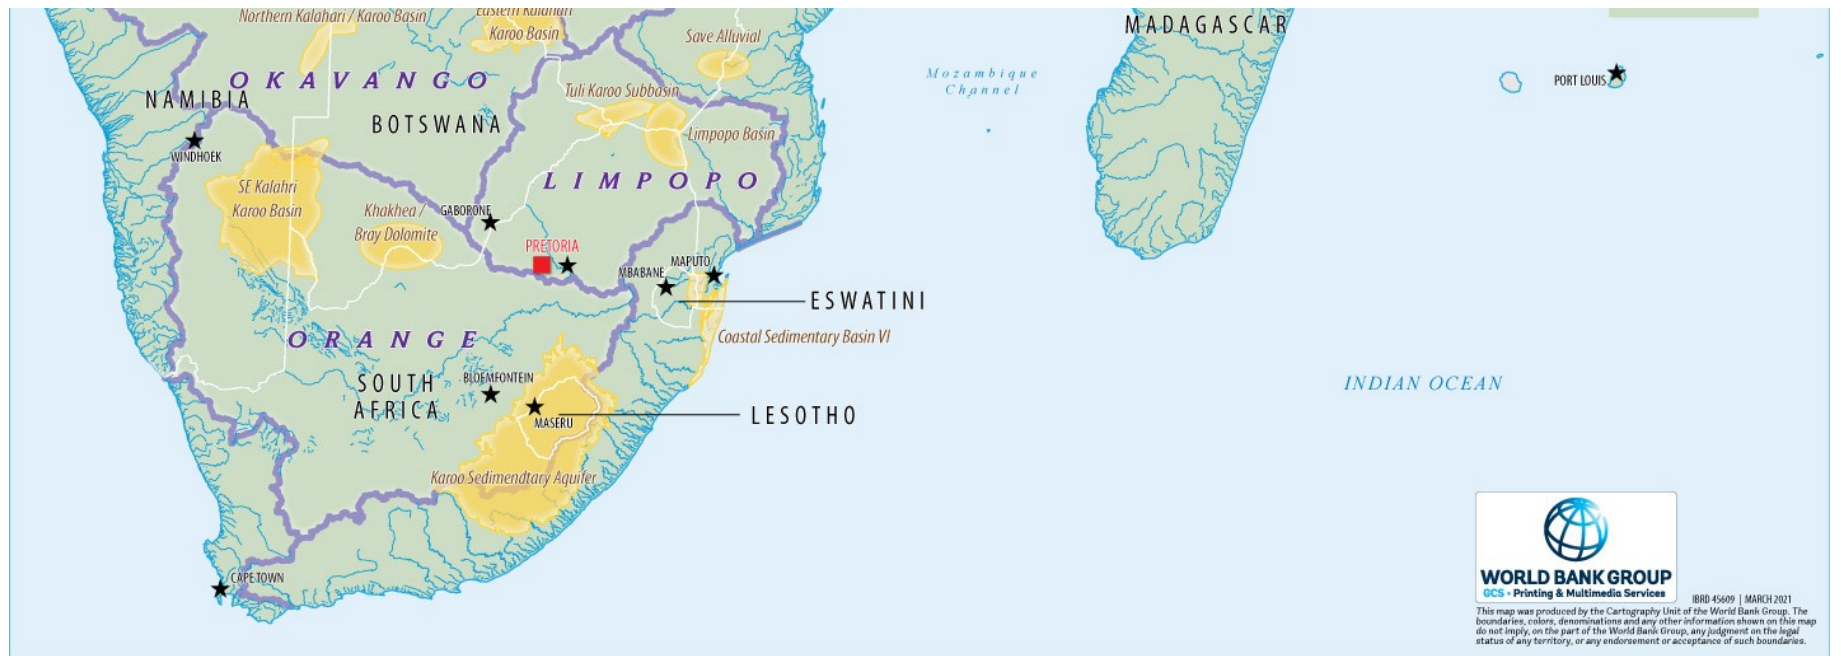 Northern Kalahari / Karoo Basin
Eastern Kalahari
Karoo Basin
Save Alluvial
MADAGASCAR
OKAVANGO
Mozambique
Channel
PORT LOUIS
NAMIBIA
BOTSWANA
Tuli Karoo Subbasin
Limpopo Basin
WINDHOEK
LIMPOPO
SE Kalahri
Karoo Basin
Khakhea /
Bray Dolomite
GABORONE
PRETORIA
MBABANE
MAPUTO
ESWATINI
ORANGE
Coastal Sedimentary Basin VI
SOUTH
AFRICA
BLOEMFONTEIN
INDIAN OCEAN
MASERU
LESOTHO
Karoo Sedimendtary Aquifer
CAPE TOWN
WORLD BANK GROUP
GCS • Printing & Multimedia Services
IBRD 45609 | MARCH 2021
This map was produced by the Cartography Unit of the World Bank Group. The
boundaries, colors, denominations and any other information shown on this map
do not imply, on the part of the World Bank Group, any judgment on the legal
status of any territory, or any endorsement or acceptance of such boundaries.